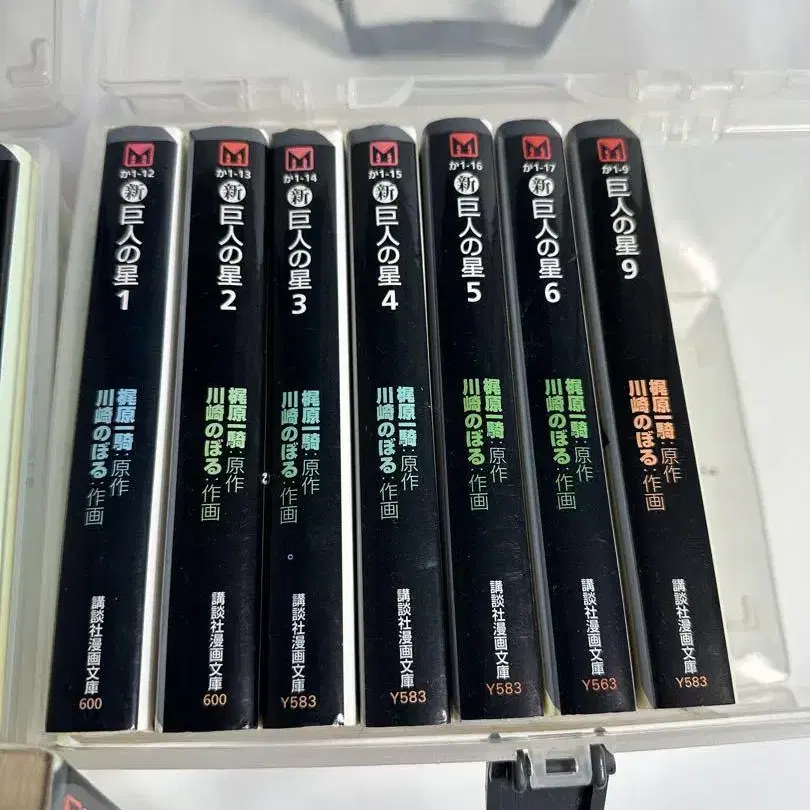 M
か1-12
新
巨人の星
1
梶原一騎:原作
川崎のぼる:作画
講談社漫画文庫
600
M
か1-13
新
巨人の星
2
梶原一騎:原作
川崎のぼる:作画
講談社漫画文庫
600
M
か1-14
新
巨人の星
3
梶原一騎:原作
川崎のぼる:作画
講談社漫画文庫
Y583
M
か1-15
新
巨人の星
4
梶原一騎:原作
川崎のぼる:作画
講談社漫画文庫
Y583
M
か1-16
新
巨人の星
5
梶原一騎:原作
川崎のぼる:作画
講談社漫画文庫
Y583
M
か1-17
新
巨人の星
6
梶原一騎:原作
川崎のぼる:作画
講談社漫画文庫
Y563
M
か1-9
巨人の星
9
梶原一騎:原作
川崎のぼる:作画
講談社漫画文庫
Y583